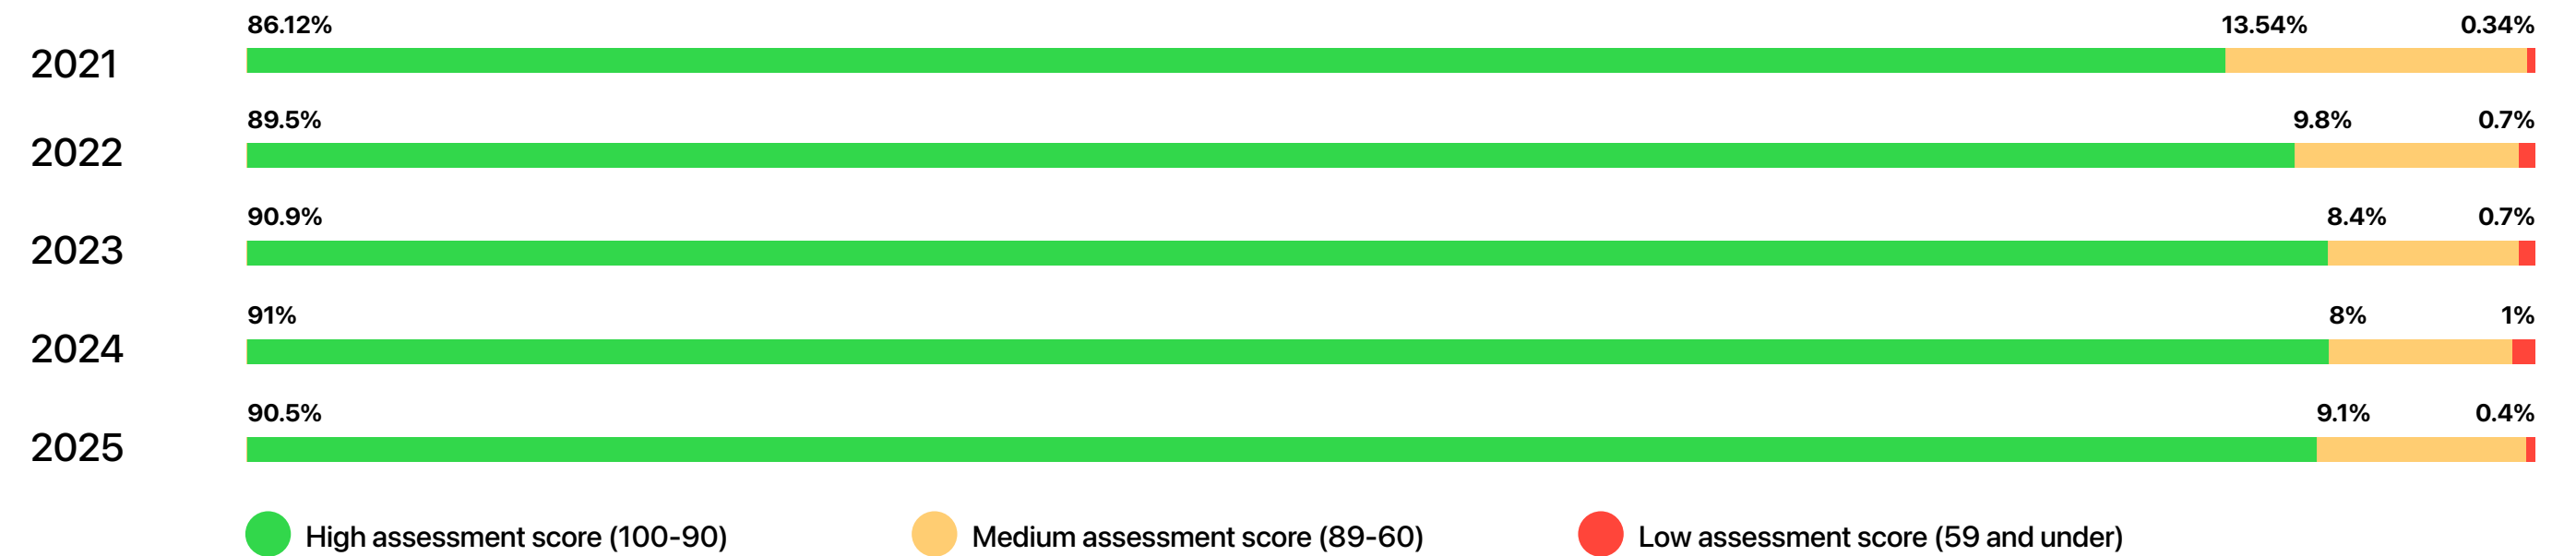 86.12% 13.54% 0.34%
2021
89.5% 9.8% 0.7%
2022
90.9% 8.4% 0.7%
2023
91% 8% 1%
2024
90.5% 9.1% 0.4%
2025
High assessment score (100-90) Medium assessment score (89-60) Low assessment score (59 and under)